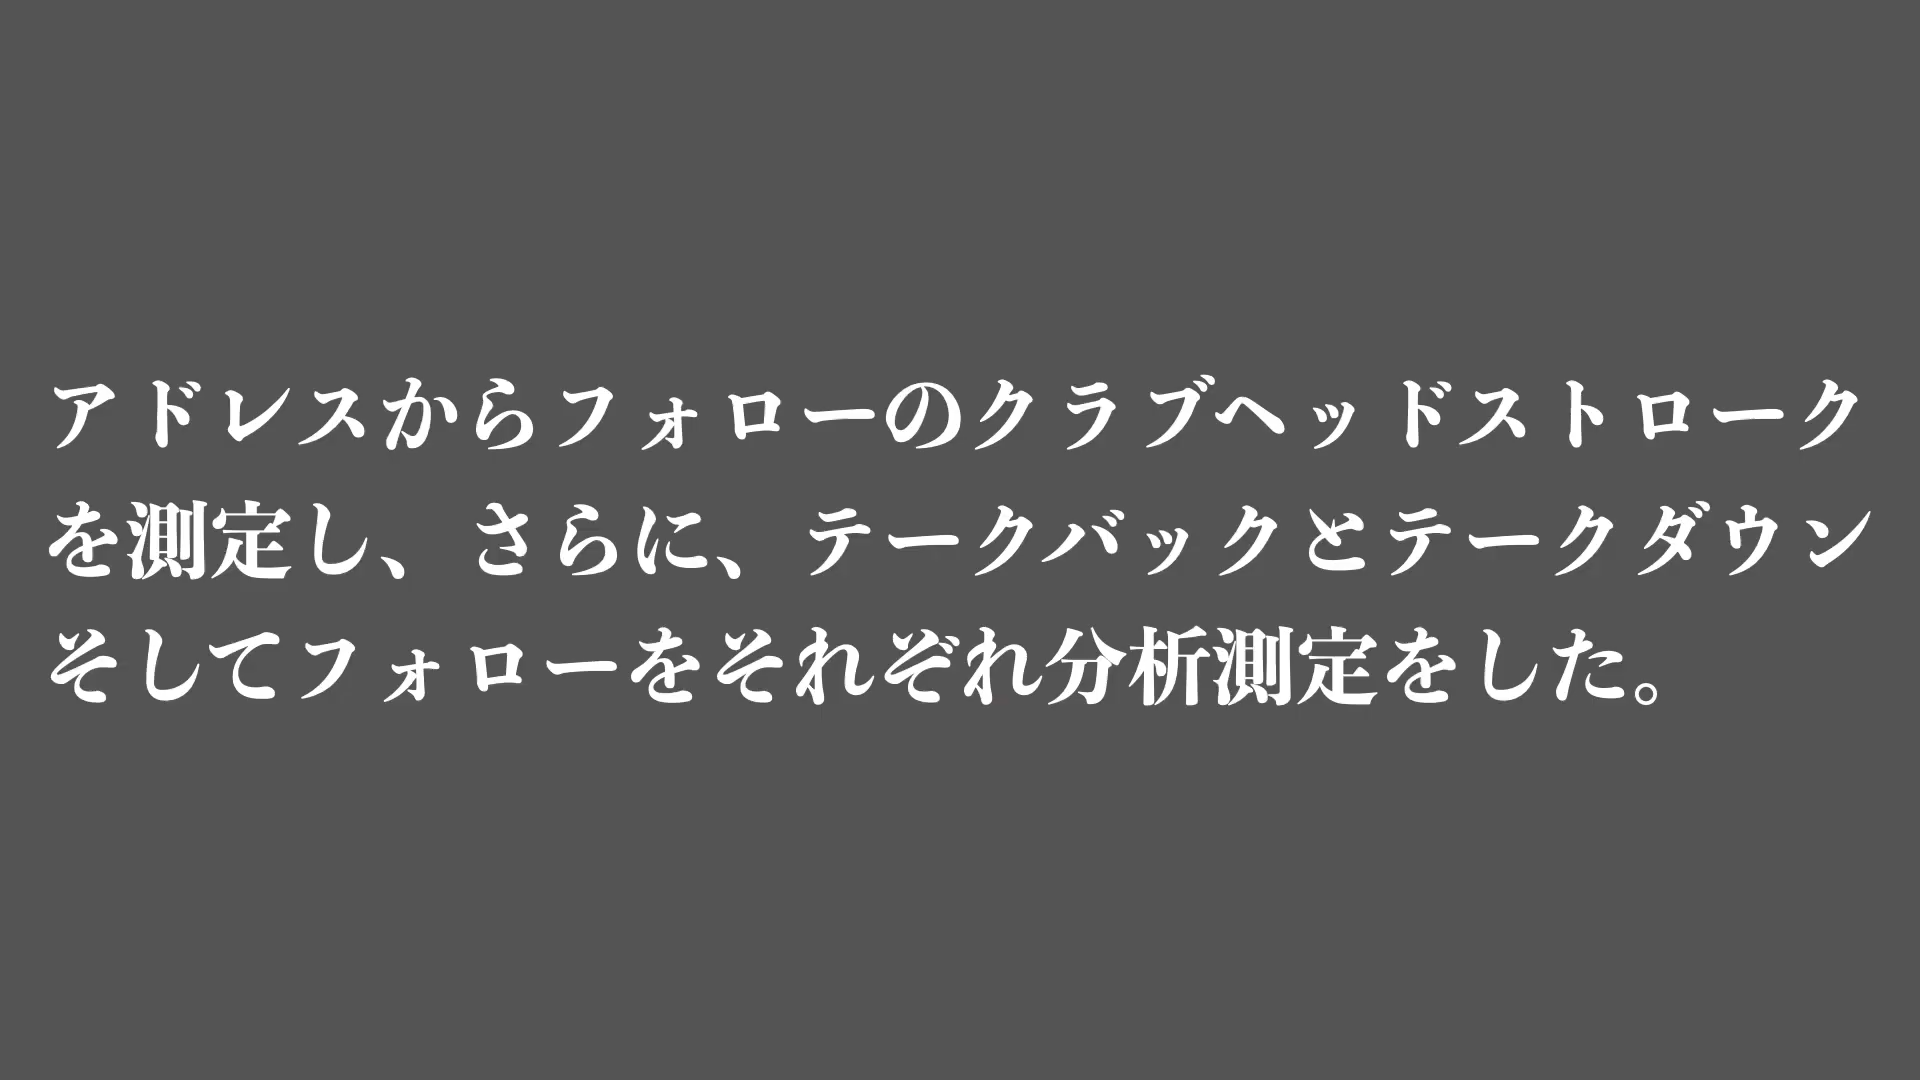 アドレスからフォローのクラブヘッドストローク
を測定し、さらに、テークバックとテークダウン
そしてフォローをそれぞれ分析測定をした。